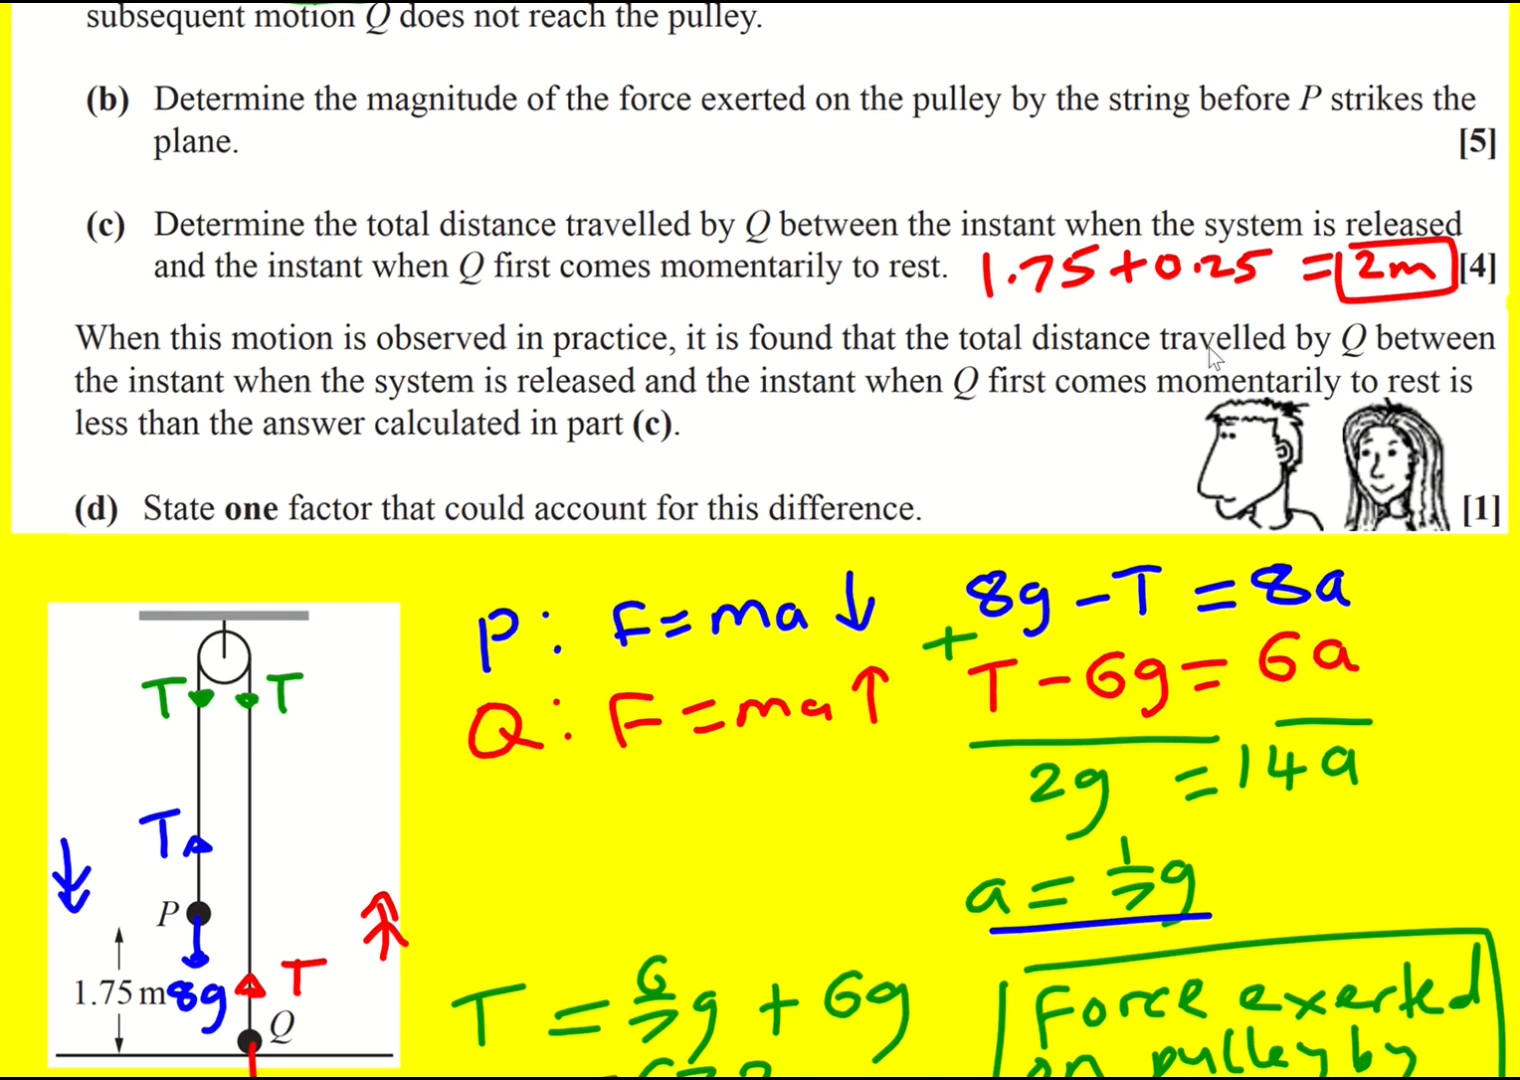 subsequent motion Q does not reach the pulley.
(b) Determine the magnitude of the force exerted on the pulley by the string before P strikes the
plane. [5]
(c) Determine the total distance travelled by Q between the instant when the system is released
and the instant when Q first comes momentarily to rest. 1.75 + 0.25 = 2m [4]
When this motion is observed in practice, it is found that the total distance travelled by Q between
the instant when the system is released and the instant when Q first comes momentarily to rest is
less than the answer calculated in part (c).
(d) State one factor that could account for this difference. [1]
P: F = ma ↓ 8g - T = 8a
+
Q: F = ma ↑ T - 6g = 6a
2g = 14a
a = 1/7 g
T = 6/7 g + 6g
Force exerted
on pulley by
T T
T
P
1.75 m 8g T
Q